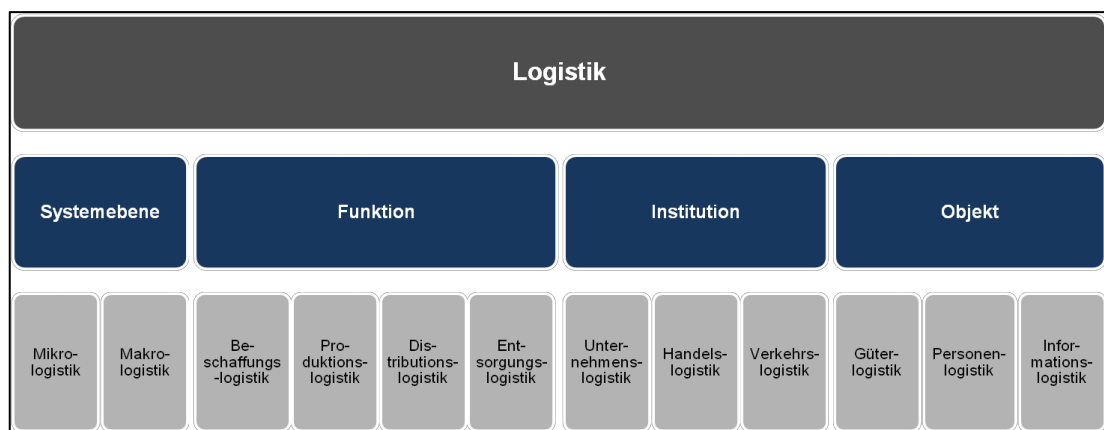 Logistik
Systemebene
Funktion
Institution
Objekt
Mikro-
logistik
Makro-
logistik
Be-
schaffungs
-logistik
Pro-
duktions-
logistik
Dis-
tributions-
logistik
Ent-
sorgungs-
logistik
Unter-
nehmens-
logistik
Handels-
logistik
Verkehrs-
logistik
Güter-
logistik
Personen-
logistik
Infor-
mations-
logistik